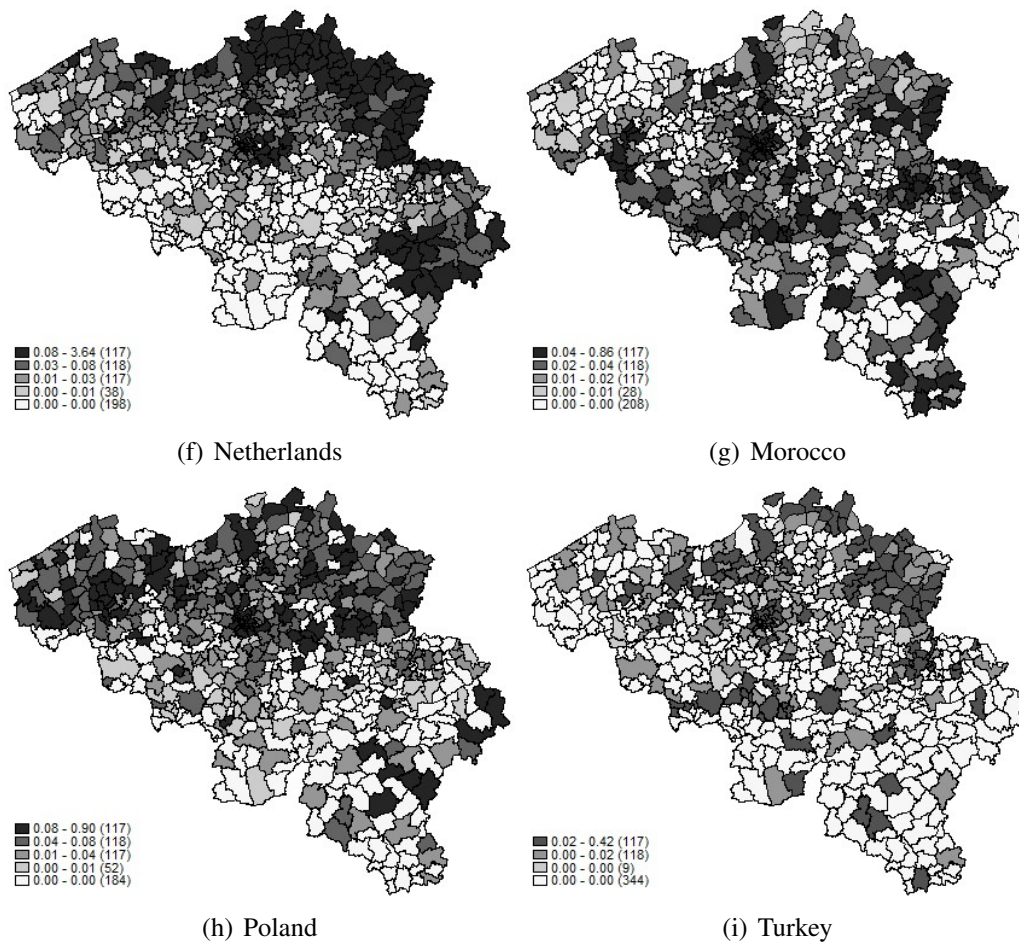 0.08 - 3.64 (117)
0.03 - 0.08 (118)
0.01 - 0.03 (117)
0.00 - 0.01 (38)
0.00 - 0.00 (198)
(f) Netherlands
0.04 - 0.86 (117)
0.02 - 0.04 (118)
0.01 - 0.02 (117)
0.00 - 0.01 (28)
0.00 - 0.00 (208)
(g) Morocco
0.08 - 0.90 (117)
0.04 - 0.08 (118)
0.01 - 0.04 (117)
0.00 - 0.01 (52)
0.00 - 0.00 (184)
(h) Poland
0.02 - 0.42 (117)
0.00 - 0.02 (118)
0.00 - 0.00 (9)
0.00 - 0.00 (344)
(i) Turkey